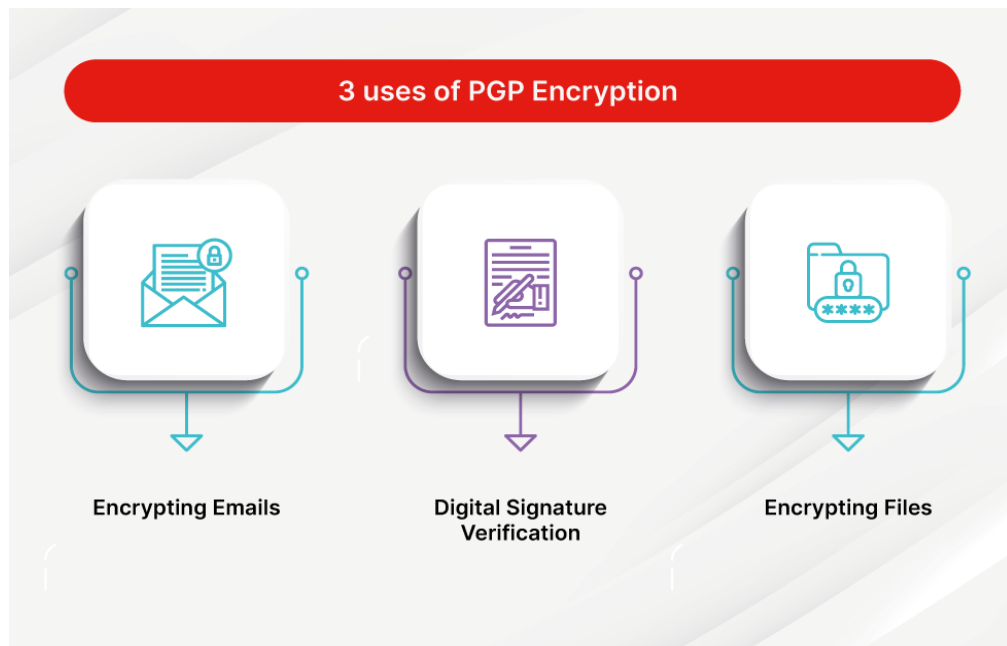 3 uses of PGP Encryption
****
Encrypting Emails
Digital Signature
Verification
Encrypting Files